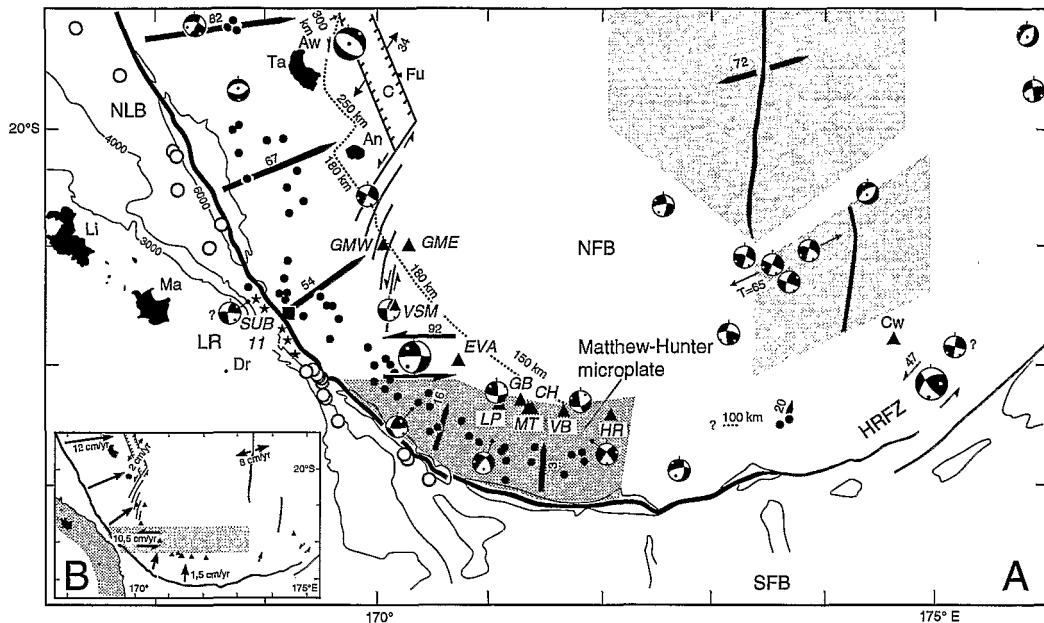 82
300 km
Aw
Ta
34
Fu
C
NLB
20°S
250 km
An
180 km
67
4000
6000
3000
Li
Ma
GMW
GME
54
?
SUB
11
LR
Dr
VSM
92
EVA
180 km
150 km
NFB
72
T=65
Matthew-Hunter
microplate
GB
CH
LP
MT
VB
HR
16
Cw
47
?
20
? 100 km
HRFZ
SFB
A
B
12 cm/yr
2 cm/yr
8 cm/yr
20°S
10,5 cm/yr
1,5 cm/yr
170°
175°E
170°
175° E